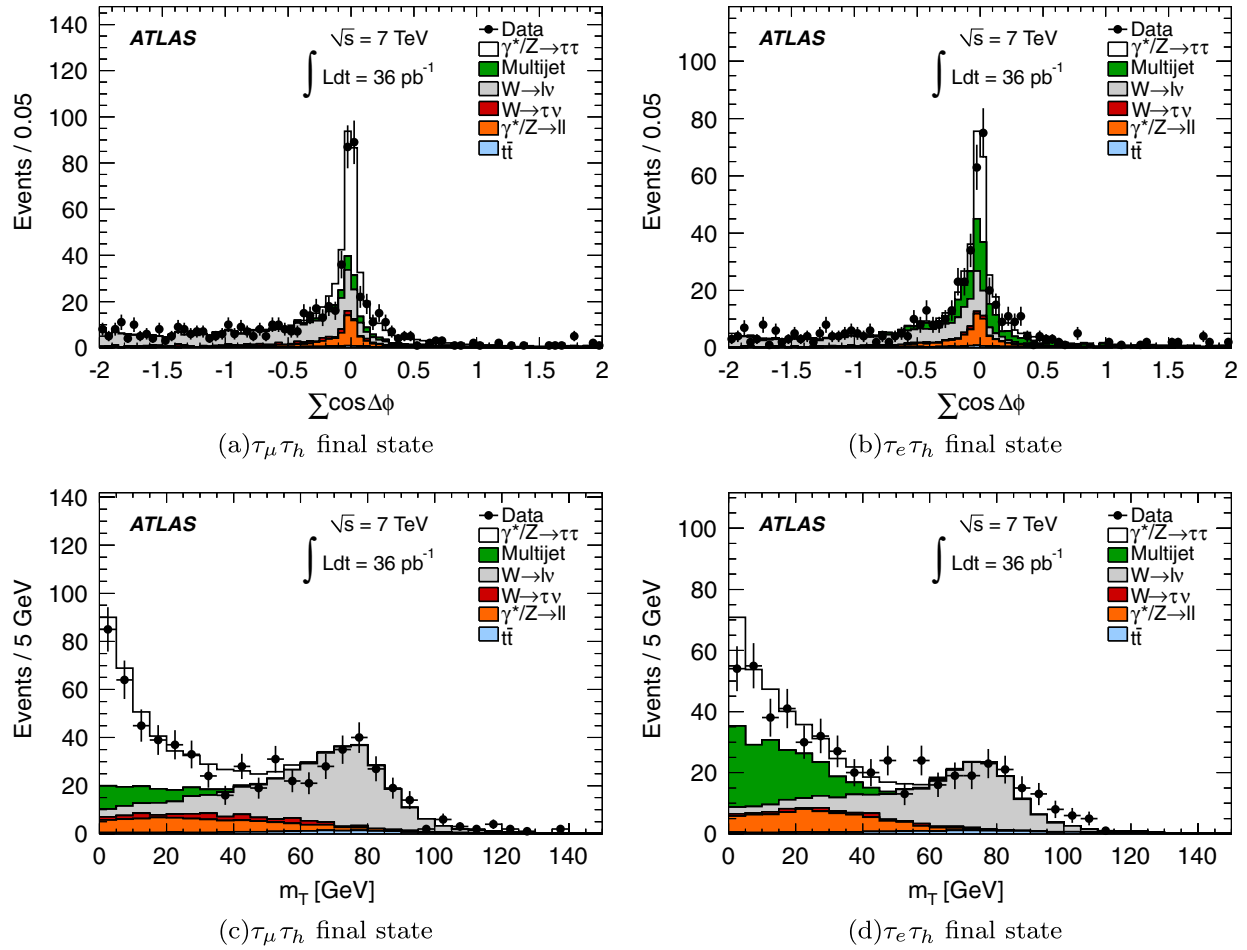 ATLAS
√s = 7 TeV
∫ Ldt = 36 pb⁻¹
Data
γ*/Z→ττ
Multijet
W→lν
W→τν
γ*/Z→ll
tt̄
Events / 0.05
140
120
100
80
60
40
20
0
-2 -1.5 -1 -0.5 0 0.5 1 1.5 2
∑cosΔϕ
(a)τμτh final state
ATLAS
√s = 7 TeV
∫ Ldt = 36 pb⁻¹
Data
γ*/Z→ττ
Multijet
W→lν
W→τν
γ*/Z→ll
tt̄
Events / 0.05
100
80
60
40
20
0
-2 -1.5 -1 -0.5 0 0.5 1 1.5 2
∑cosΔϕ
(b)τeτh final state
ATLAS
√s = 7 TeV
∫ Ldt = 36 pb⁻¹
Data
γ*/Z→ττ
Multijet
W→lν
W→τν
γ*/Z→ll
tt̄
Events / 5 GeV
140
120
100
80
60
40
20
0
0 20 40 60 80 100 120 140
mT [GeV]
(c)τμτh final state
ATLAS
√s = 7 TeV
∫ Ldt = 36 pb⁻¹
Data
γ*/Z→ττ
Multijet
W→lν
W→τν
γ*/Z→ll
tt̄
Events / 5 GeV
100
80
60
40
20
0
0 20 40 60 80 100 120 140
mT [GeV]
(d)τeτh final state